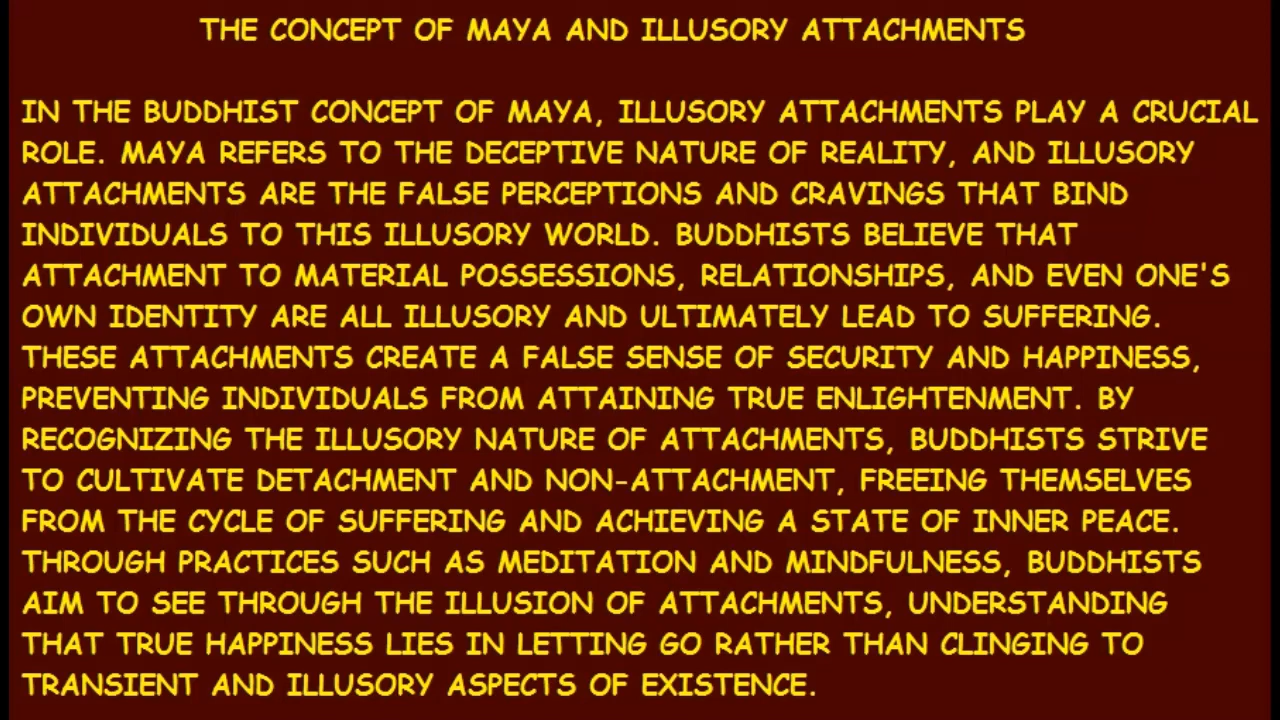 THE CONCEPT OF MAYA AND ILLUSORY ATTACHMENTS
IN THE BUDDHIST CONCEPT OF MAYA, ILLUSORY ATTACHMENTS PLAY A CRUCIAL
ROLE. MAYA REFERS TO THE DECEPTIVE NATURE OF REALITY, AND ILLUSORY
ATTACHMENTS ARE THE FALSE PERCEPTIONS AND CRAVINGS THAT BIND
INDIVIDUALS TO THIS ILLUSORY WORLD. BUDDHISTS BELIEVE THAT
ATTACHMENT TO MATERIAL POSSESSIONS, RELATIONSHIPS, AND EVEN ONE'S
OWN IDENTITY ARE ALL ILLUSORY AND ULTIMATELY LEAD TO SUFFERING.
THESE ATTACHMENTS CREATE A FALSE SENSE OF SECURITY AND HAPPINESS,
PREVENTING INDIVIDUALS FROM ATTAINING TRUE ENLIGHTENMENT. BY
RECOGNIZING THE ILLUSORY NATURE OF ATTACHMENTS, BUDDHISTS STRIVE
TO CULTIVATE DETACHMENT AND NON-ATTACHMENT, FREEING THEMSELVES
FROM THE CYCLE OF SUFFERING AND ACHIEVING A STATE OF INNER PEACE.
THROUGH PRACTICES SUCH AS MEDITATION AND MINDFULNESS, BUDDHISTS
AIM TO SEE THROUGH THE ILLUSION OF ATTACHMENTS, UNDERSTANDING
THAT TRUE HAPPINESS LIES IN LETTING GO RATHER THAN CLINGING TO
TRANSIENT AND ILLUSORY ASPECTS OF EXISTENCE.